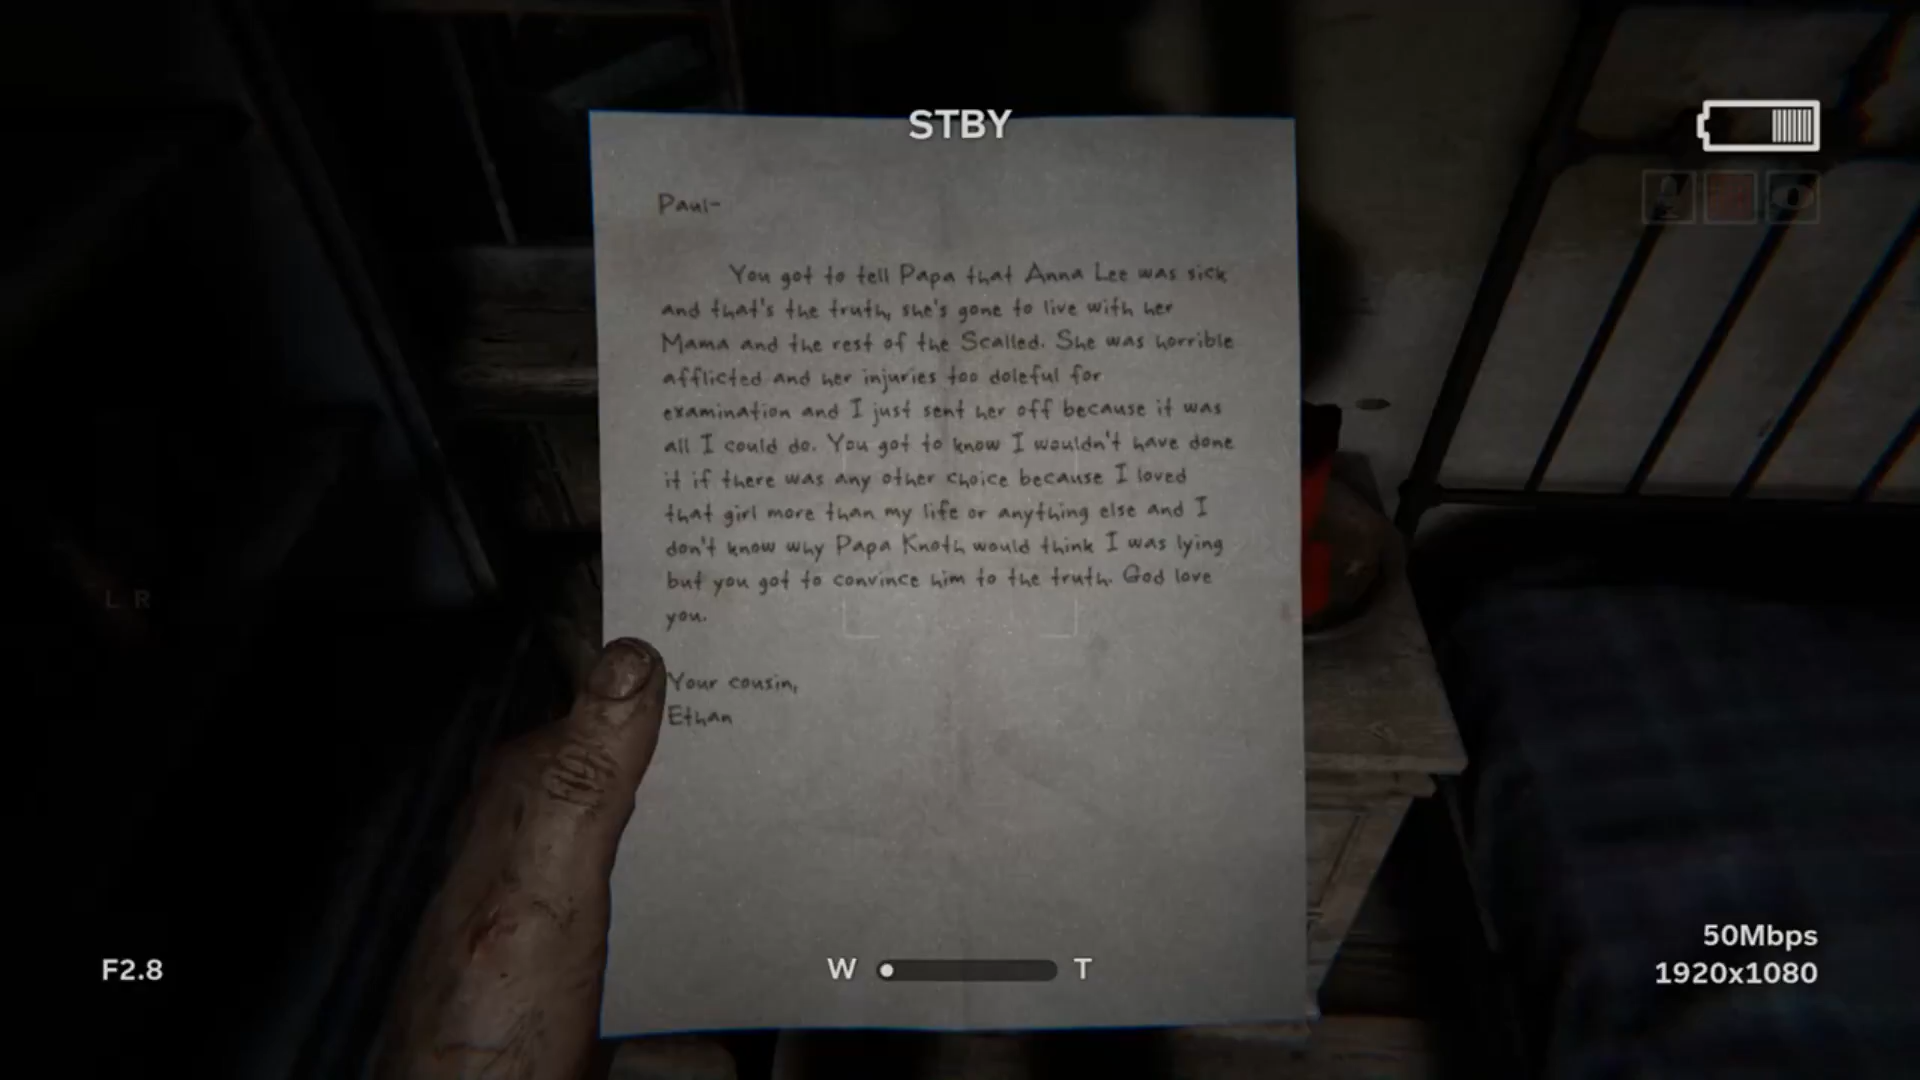 STBY
Paul-
You got to tell Papa that Anna Lee was sick
and that's the truth, she's gone to live with her
Mama and the rest of the Scalled. She was horrible
afflicted and her injuries too doleful for
examination and I just sent her off because it was
all I could do. You got to know I wouldn't have done
it if there was any other choice because I loved
that girl more than my life or anything else and I
don't know why Papa Knoth would think I was lying
but you got to convince him to the truth. God love
you.
Your cousin,
Ethan
L R
F2.8
W T
50Mbps
1920x1080